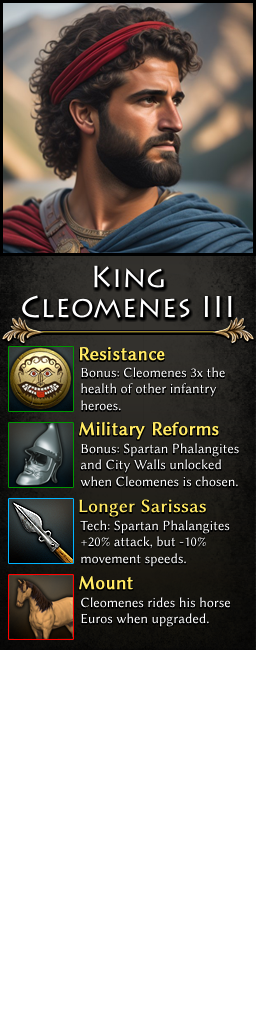 King
Cleomenes III
Resistance
Bonus: Cleomenes 3x the
health of other infantry
heroes.
Military Reforms
Bonus: Spartan Phalangites
and City Walls unlocked
when Cleomenes is chosen.
Longer Sarissas
Tech: Spartan Phalangites
+20% attack, but -10%
movement speeds.
Mount
Cleomenes rides his horse
Euros when upgraded.